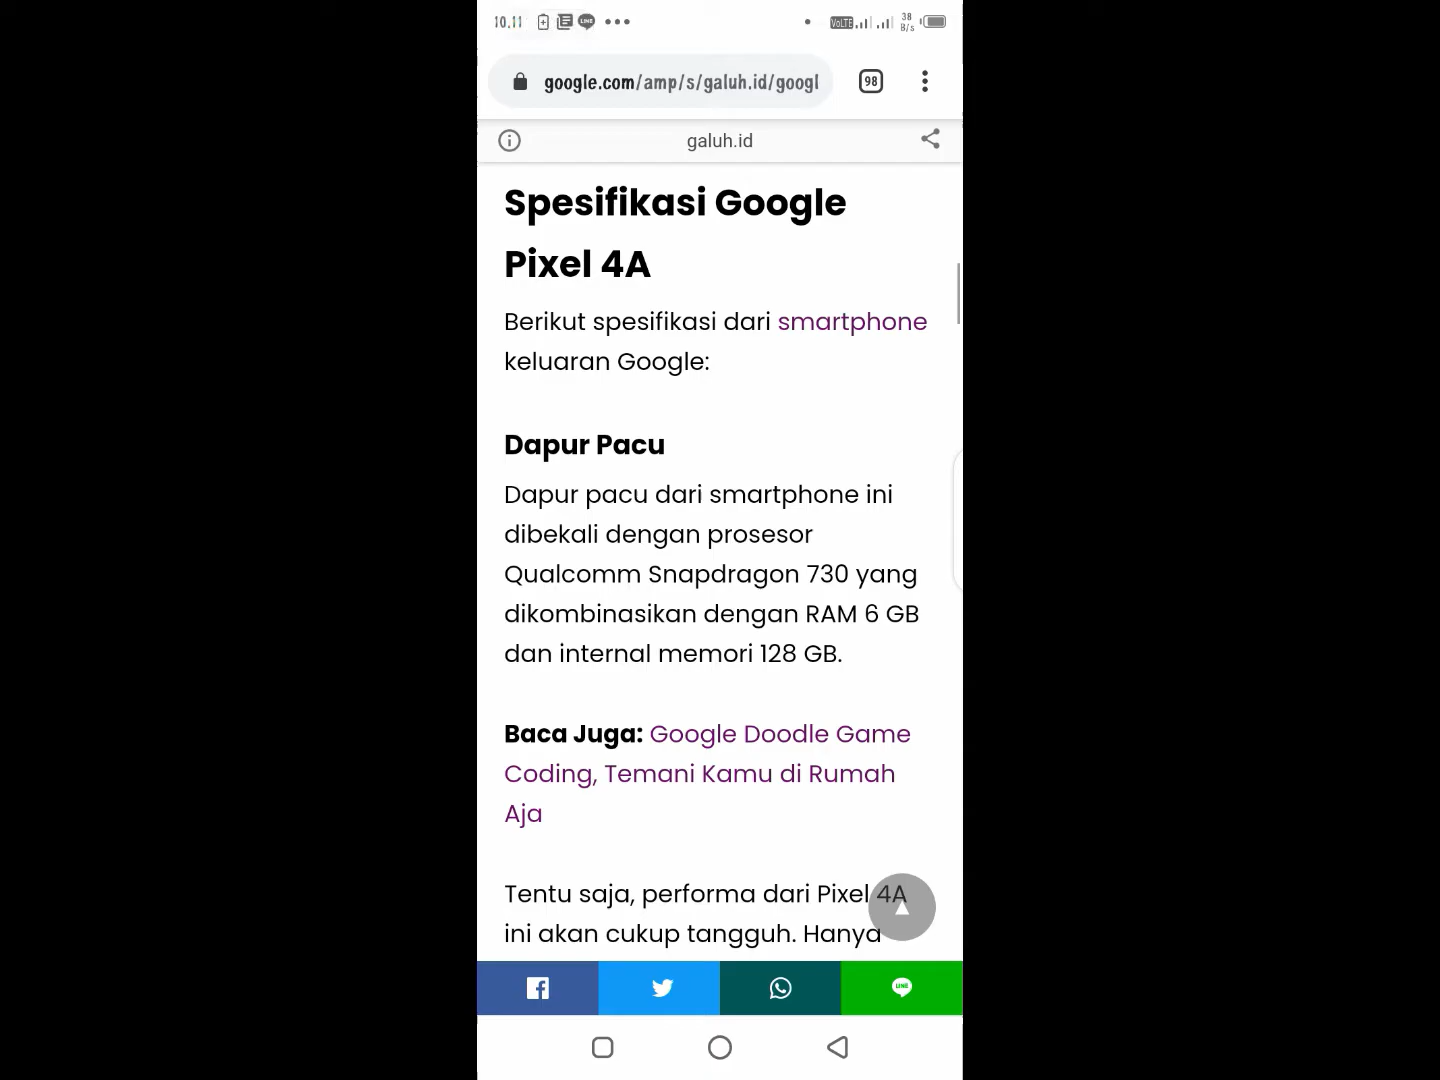 10.11
LINE
VoLTE
38
B/s
google.com/amp/s/galuh.id/googl
98
galuh.id
Spesifikasi Google
Pixel 4A
Berikut spesifikasi dari smartphone
keluaran Google:
Dapur Pacu
Dapur pacu dari smartphone ini
dibekali dengan prosesor
Qualcomm Snapdragon 730 yang
dikombinasikan dengan RAM 6 GB
dan internal memori 128 GB.
Baca Juga: Google Doodle Game
Coding, Temani Kamu di Rumah
Aja
Tentu saja, performa dari Pixel 4A
ini akan cukup tangguh. Hanya
LINE